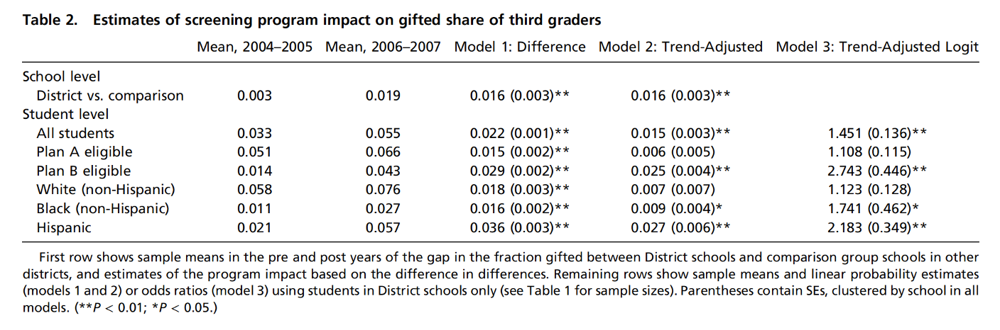 Table 2. Estimates of screening program impact on gifted share of third graders
Mean, 2004–2005 Mean, 2006–2007 Model 1: Difference Model 2: Trend-Adjusted Model 3: Trend-Adjusted Logit
School level
District vs. comparison 0.003 0.019 0.016 (0.003)** 0.016 (0.003)**
Student level
All students 0.033 0.055 0.022 (0.001)** 0.015 (0.003)** 1.451 (0.136)**
Plan A eligible 0.051 0.066 0.015 (0.002)** 0.006 (0.005) 1.108 (0.115)
Plan B eligible 0.014 0.043 0.029 (0.002)** 0.025 (0.004)** 2.743 (0.446)**
White (non-Hispanic) 0.058 0.076 0.018 (0.003)** 0.007 (0.007) 1.123 (0.128)
Black (non-Hispanic) 0.011 0.027 0.016 (0.002)** 0.009 (0.004)* 1.741 (0.462)*
Hispanic 0.021 0.057 0.036 (0.003)** 0.027 (0.006)** 2.183 (0.349)**
First row shows sample means in the pre and post years of the gap in the fraction gifted between District schools and comparison group schools in other
districts, and estimates of the program impact based on the difference in differences. Remaining rows show sample means and linear probability estimates
(models 1 and 2) or odds ratios (model 3) using students in District schools only (see Table 1 for sample sizes). Parentheses contain SEs, clustered by school in all
models. (**P < 0.01; *P < 0.05.)